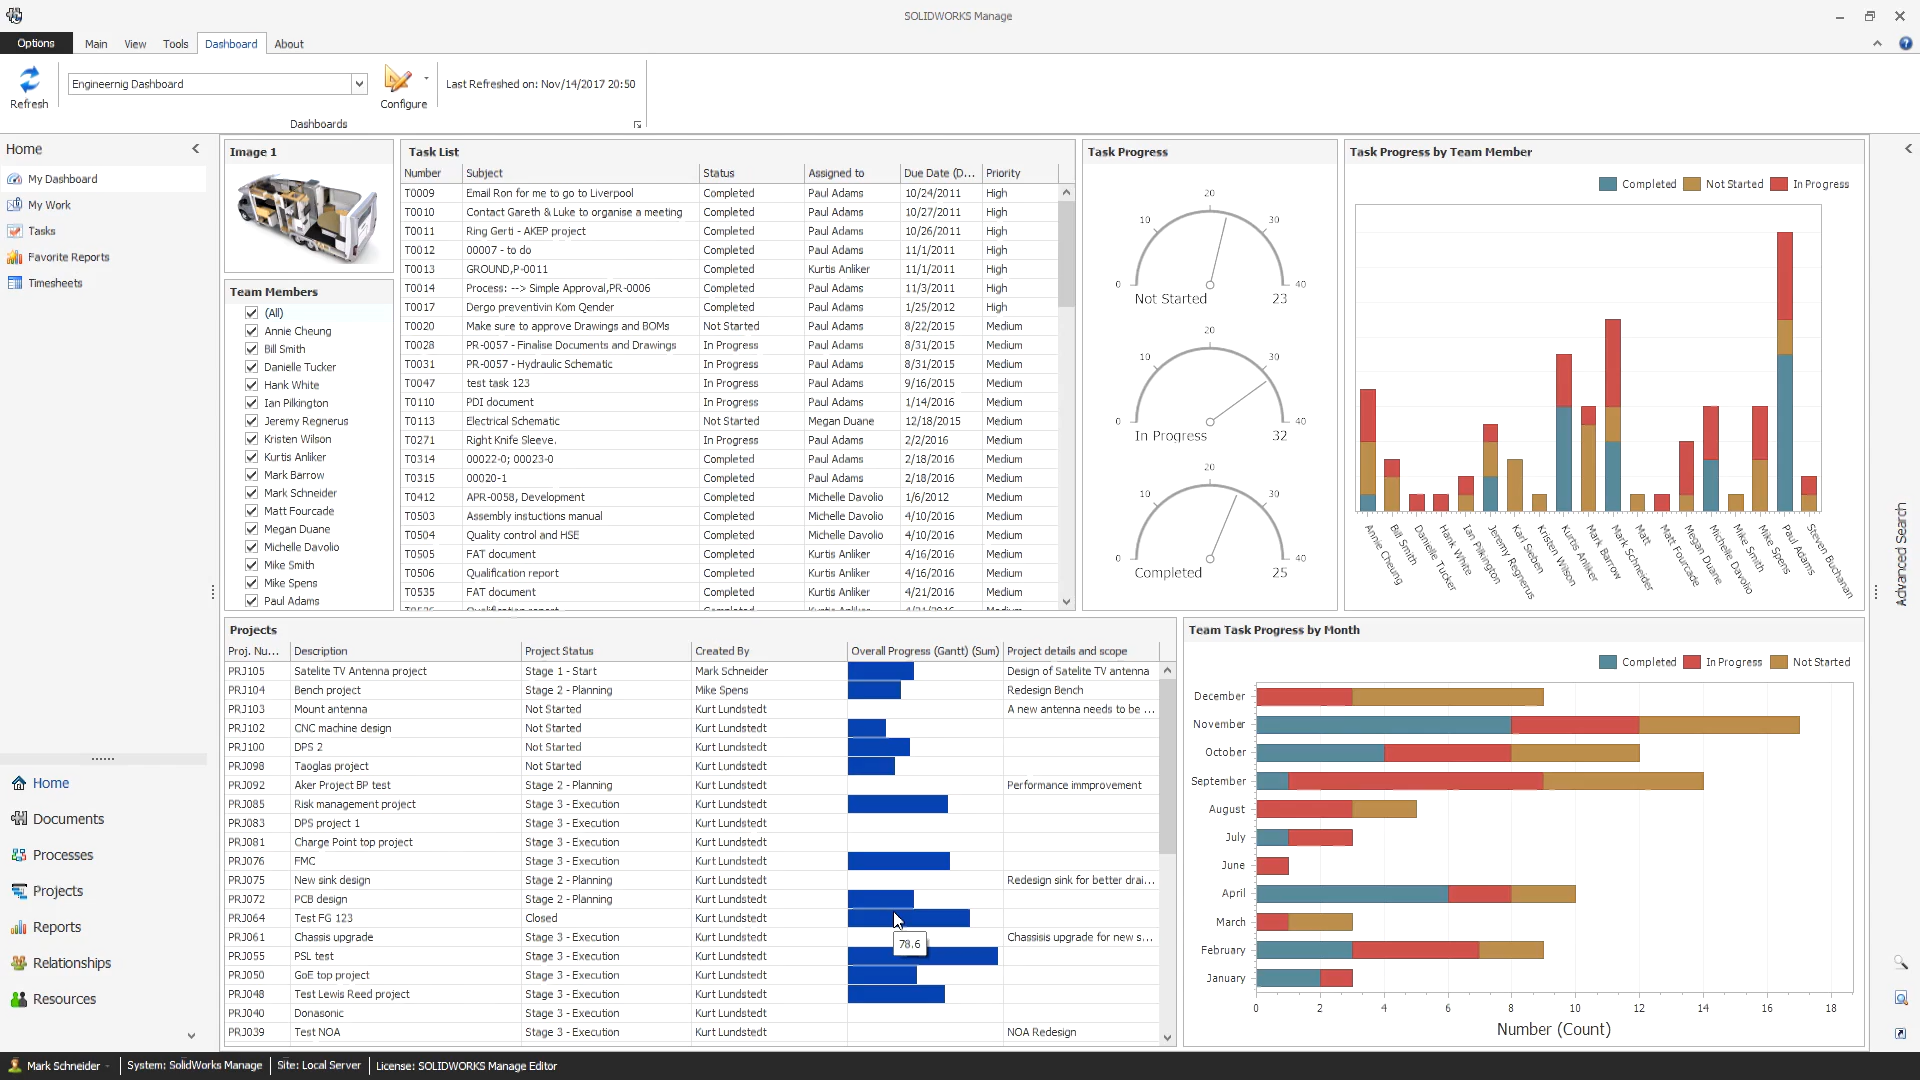 SOLIDWORKS Manage
Options Main View Tools Dashboard About
Refresh
Engineernig Dashboard
Configure
Last Refreshed on: Nov/14/2017 20:50
Dashboards
Home
My Dashboard
My Work
Tasks
Favorite Reports
Timesheets
Home
Documents
Processes
Projects
Reports
Relationships
Resources
Image 1
Team Members
(All)
Annie Cheung
Bill Smith
Danielle Tucker
Hank White
Ian Pilkington
Jeremy Regnerus
Kristen Wilson
Kurtis Anliker
Mark Barrow
Mark Schneider
Matt Fourcade
Megan Duane
Michelle Davolio
Mike Smith
Mike Spens
Paul Adams
Task List
Number Subject Status Assigned to Due Date (D... Priority
T0009 Email Ron for me to go to Liverpool Completed Paul Adams 10/24/2011 High
T0010 Contact Gareth & Luke to organise a meeting Completed Paul Adams 10/27/2011 High
T0011 Ring Gerti - AKEP project Completed Paul Adams 10/26/2011 High
T0012 00007 - to do Completed Paul Adams 11/1/2011 High
T0013 GROUND,P-0011 Completed Kurtis Anliker 11/1/2011 High
T0014 Process: --> Simple Approval,PR-0006 Completed Paul Adams 11/3/2011 High
T0017 Dergo preventivin Kom Qender Completed Paul Adams 1/25/2012 High
T0020 Make sure to approve Drawings and BOMs Not Started Paul Adams 8/22/2015 Medium
T0028 PR-0057 - Finalise Documents and Drawings In Progress Paul Adams 8/31/2015 Medium
T0031 PR-0057 - Hydraulic Schematic In Progress Paul Adams 8/31/2015 Medium
T0047 test task 123 In Progress Paul Adams 9/16/2015 Medium
T0110 PDI document In Progress Paul Adams 1/14/2016 Medium
T0113 Electrical Schematic Not Started Megan Duane 12/18/2015 Medium
T0271 Right Knife Sleeve. In Progress Paul Adams 2/2/2016 Medium
T0314 00022-0; 00023-0 Completed Paul Adams 2/18/2016 Medium
T0315 00020-1 Completed Paul Adams 2/18/2016 Medium
T0412 APR-0058, Development Completed Michelle Davolio 1/6/2012 Medium
T0503 Assembly instuctions manual Completed Michelle Davolio 4/10/2016 Medium
T0504 Quality control and HSE Completed Michelle Davolio 4/10/2016 Medium
T0505 FAT document Completed Kurtis Anliker 4/16/2016 Medium
T0506 Qualification report Completed Kurtis Anliker 4/16/2016 Medium
T0535 FAT document Completed Kurtis Anliker 4/21/2016 Medium
Task Progress
0 10 20 30 40
Not Started 23
0 10 20 30 40
In Progress 32
0 10 20 30 40
Completed 25
Task Progress by Team Member
Completed Not Started In Progress
Annie Cheung
Bill Smith
Danielle Tucker
Hank White
Ian Pilkington
Jeremy Regnerus
Karl Sieben
Kristen Wilson
Kurtis Anliker
Mark Barrow
Mark Schneider
Matt
Matt Fourcade
Megan Duane
Michelle Davolio
Mike Smith
Mike Spens
Paul Adams
Steven Buchanan
Advanced Search
Projects
Proj. Nu... Description Project Status Created By Overall Progress (Gantt) (Sum) Project details and scope
PRJ105 Satelite TV Antenna project Stage 1 - Start Mark Schneider Design of Satelite TV antenna
PRJ104 Bench project Stage 2 - Planning Mike Spens Redesign Bench
PRJ103 Mount antenna Not Started Kurt Lundstedt A new antenna needs to be ...
PRJ102 CNC machine design Not Started Kurt Lundstedt
PRJ100 DPS 2 Not Started Kurt Lundstedt
PRJ098 Taoglas project Not Started Kurt Lundstedt
PRJ092 Aker Project BP test Stage 2 - Planning Kurt Lundstedt Performance immprovement
PRJ085 Risk management project Stage 3 - Execution Kurt Lundstedt
PRJ083 DPS project 1 Stage 3 - Execution Kurt Lundstedt
PRJ081 Charge Point top project Stage 3 - Execution Kurt Lundstedt
PRJ076 FMC Stage 3 - Execution Kurt Lundstedt
PRJ075 New sink design Stage 2 - Planning Kurt Lundstedt Redesign sink for better drai...
PRJ072 PCB design Stage 2 - Planning Kurt Lundstedt
PRJ064 Test FG 123 Closed Kurt Lundstedt
PRJ061 Chassis upgrade Stage 3 - Execution Kurt Lundstedt 78.6 Chassisis upgrade for new s...
PRJ055 PSL test Stage 3 - Execution Kurt Lundstedt
PRJ050 GoE top project Stage 3 - Execution Kurt Lundstedt
PRJ048 Test Lewis Reed project Stage 3 - Execution Kurt Lundstedt
PRJ040 Donasonic Stage 3 - Execution Kurt Lundstedt
PRJ039 Test NOA Stage 3 - Execution Kurt Lundstedt NOA Redesign
Team Task Progress by Month
Completed In Progress Not Started
December
November
October
September
August
July
June
April
March
February
January
0 2 4 6 8 10 12 14 16 18
Number (Count)
Mark Schneider System: SolidWorks Manage Site: Local Server License: SOLIDWORKS Manage Editor